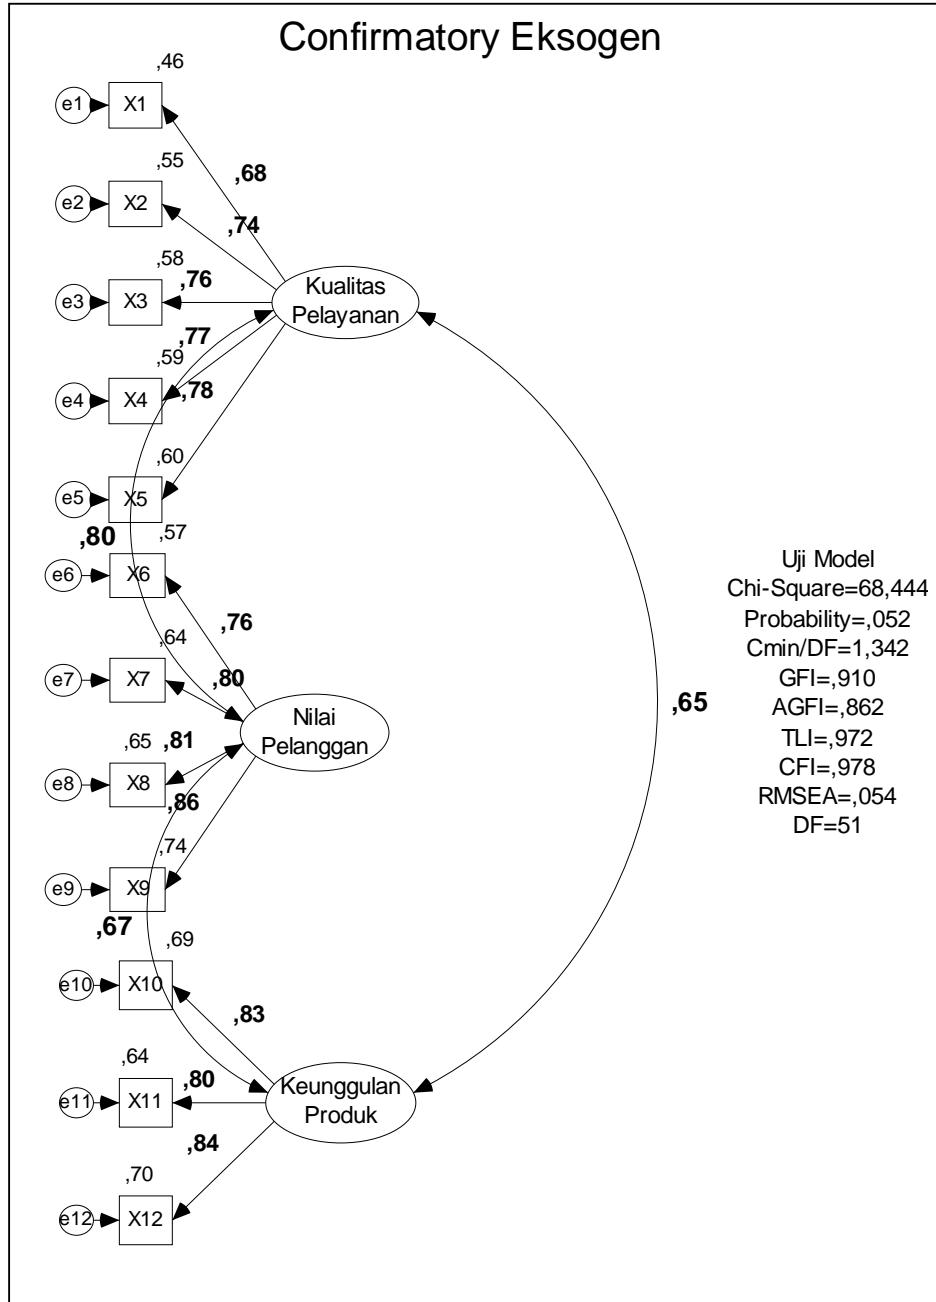 Confirmatory Eksogen
,46
e1
X1
,68
,55
e2
X2
,74
,58
e3
X3
,76
Kualitas
Pelayanan
,77
,59
e4
X4
,78
,60
e5
X5
,80
,57
e6
X6
,76
,64
e7
X7
,80
Nilai
Pelanggan
,65
,81
e8
X8
,86
,74
e9
X9
,67
,69
e10
X10
,83
,64
e11
X11
,80
Keunggulan
Produk
,84
,70
e12
X12
,65
Uji Model
Chi-Square=68,444
Probability=,052
Cmin/DF=1,342
GFI=,910
AGFI=,862
TLI=,972
CFI=,978
RMSEA=,054
DF=51